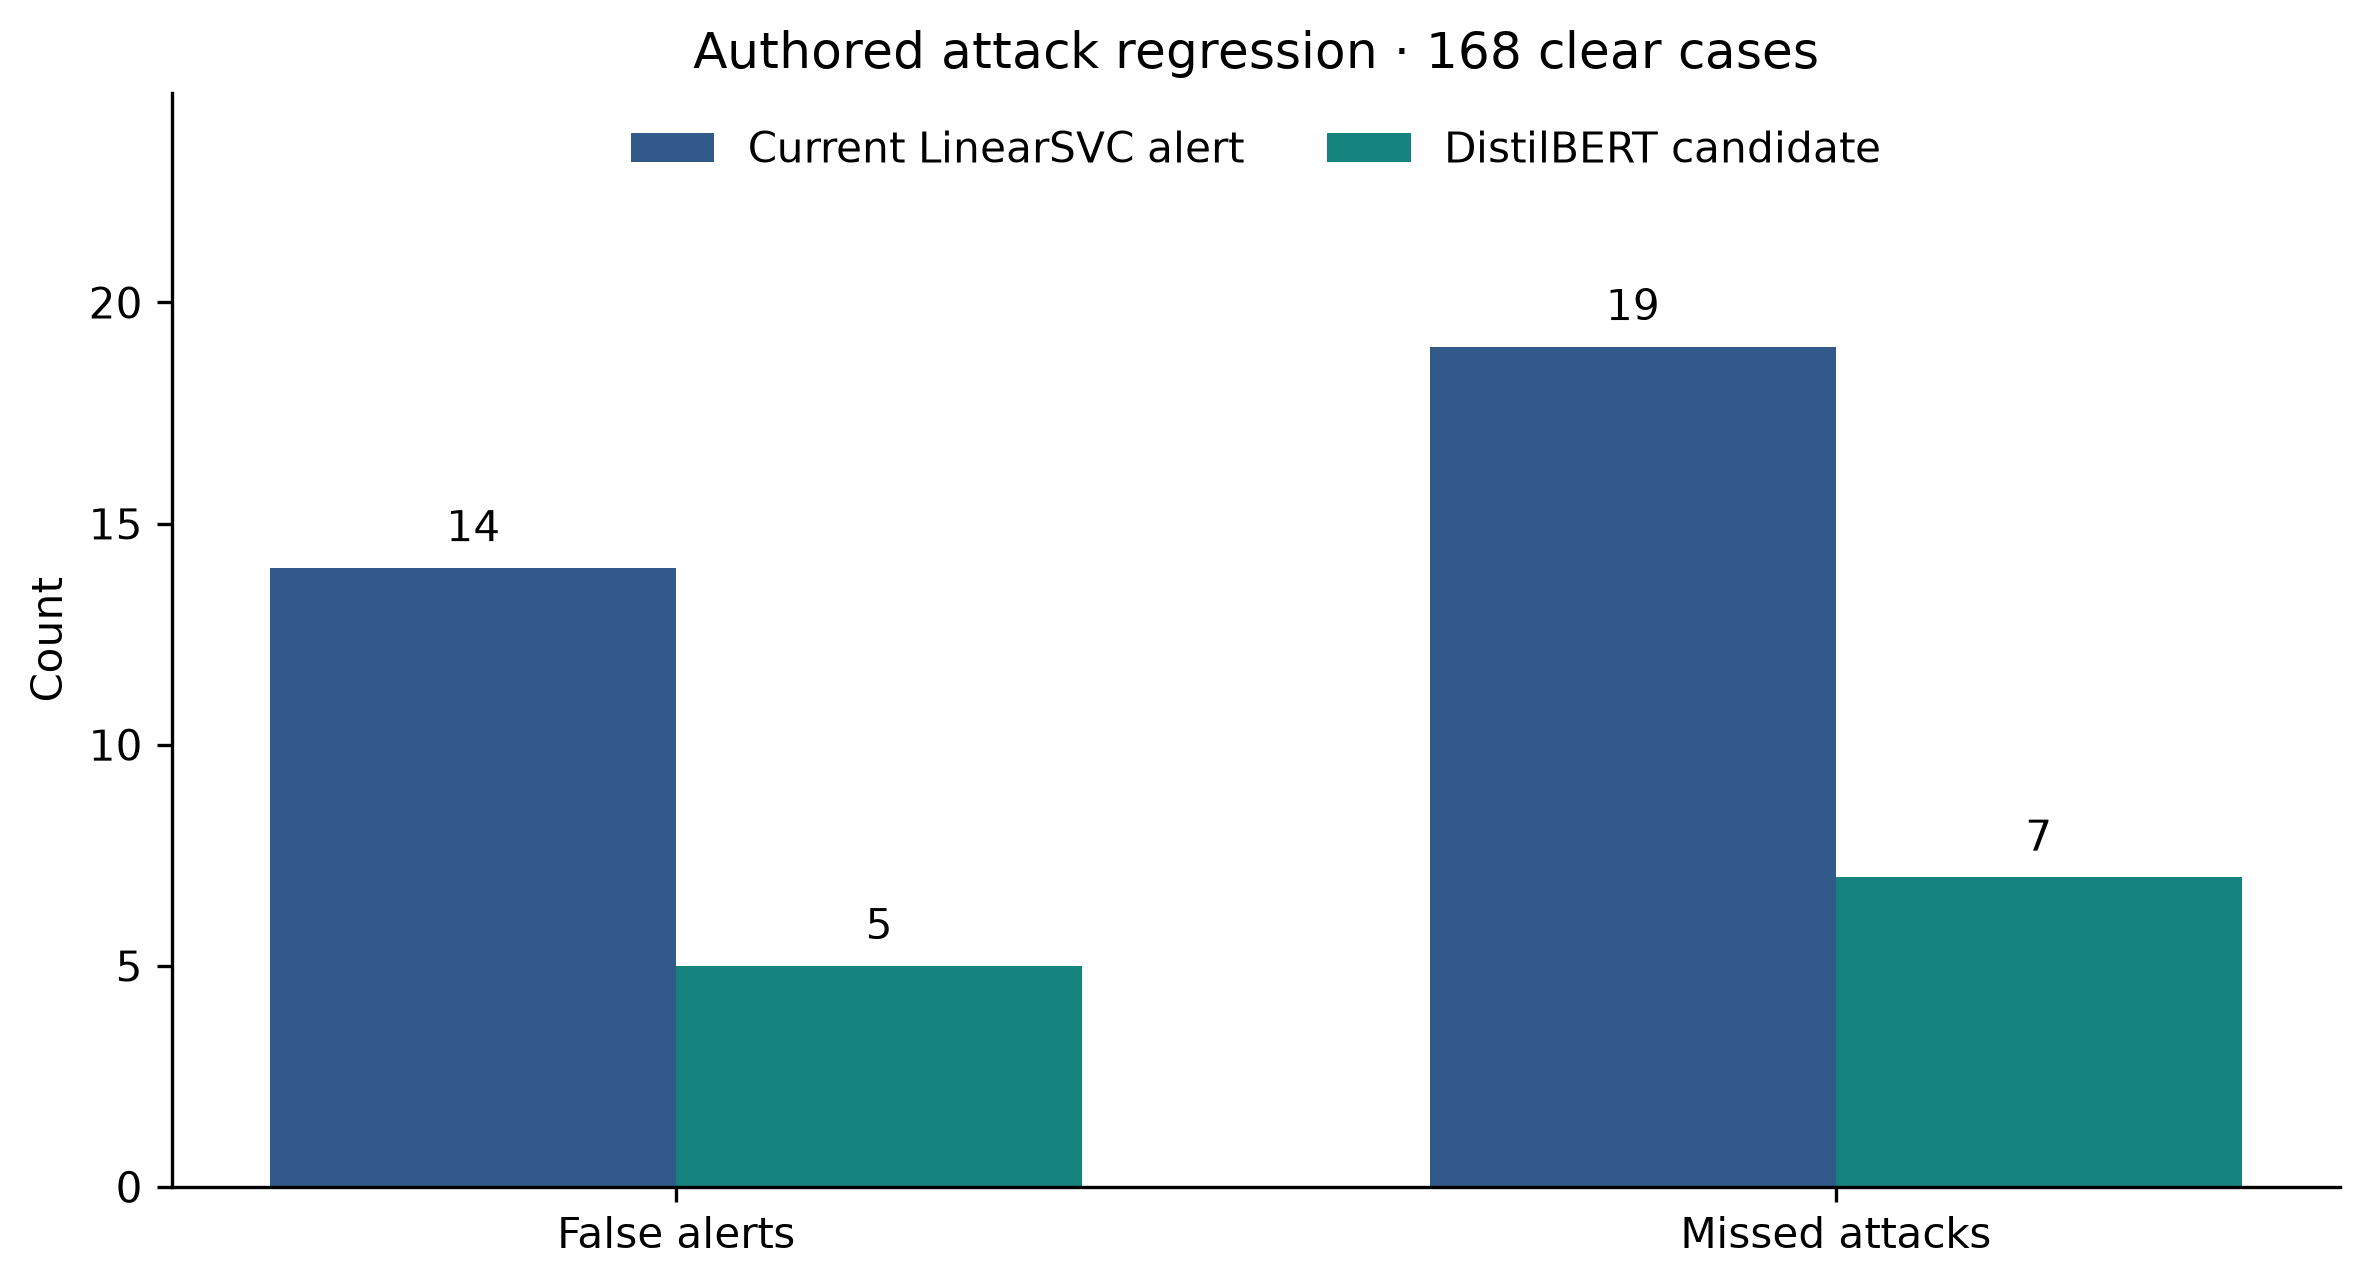 Authored attack regression · 168 clear cases
Current LinearSVC alert
DistilBERT candidate
Count
20
15
10
5
0
14
5
19
7
False alerts
Missed attacks